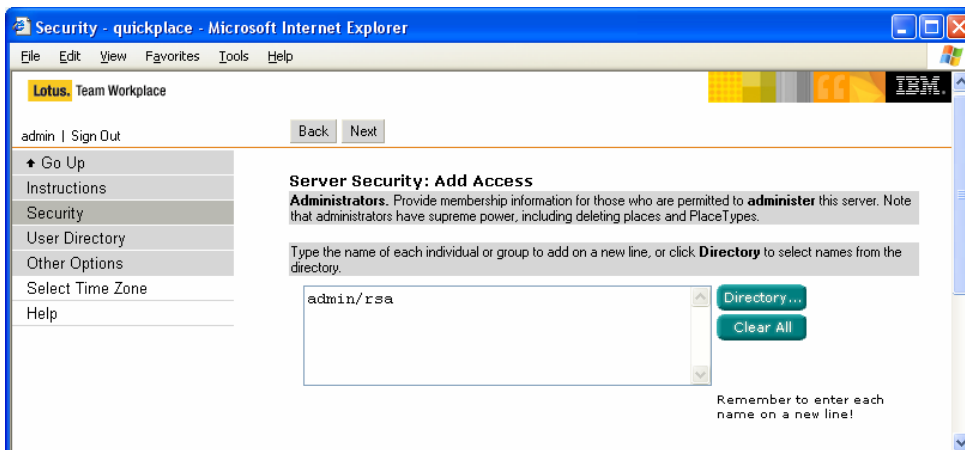 Security - quickplace - Microsoft Internet Explorer
File Edit View Favorites Tools Help
Lotus. Team Workplace
IBM.
admin | Sign Out
Back Next
Go Up
Instructions
Security
User Directory
Other Options
Select Time Zone
Help
Server Security: Add Access
Administrators. Provide membership information for those who are permitted to administer this server. Note
that administrators have supreme power, including deleting places and PlaceTypes.
Type the name of each individual or group to add on a new line, or click Directory to select names from the
directory.
admin/rsa
Directory...
Clear All
Remember to enter each
name on a new line!